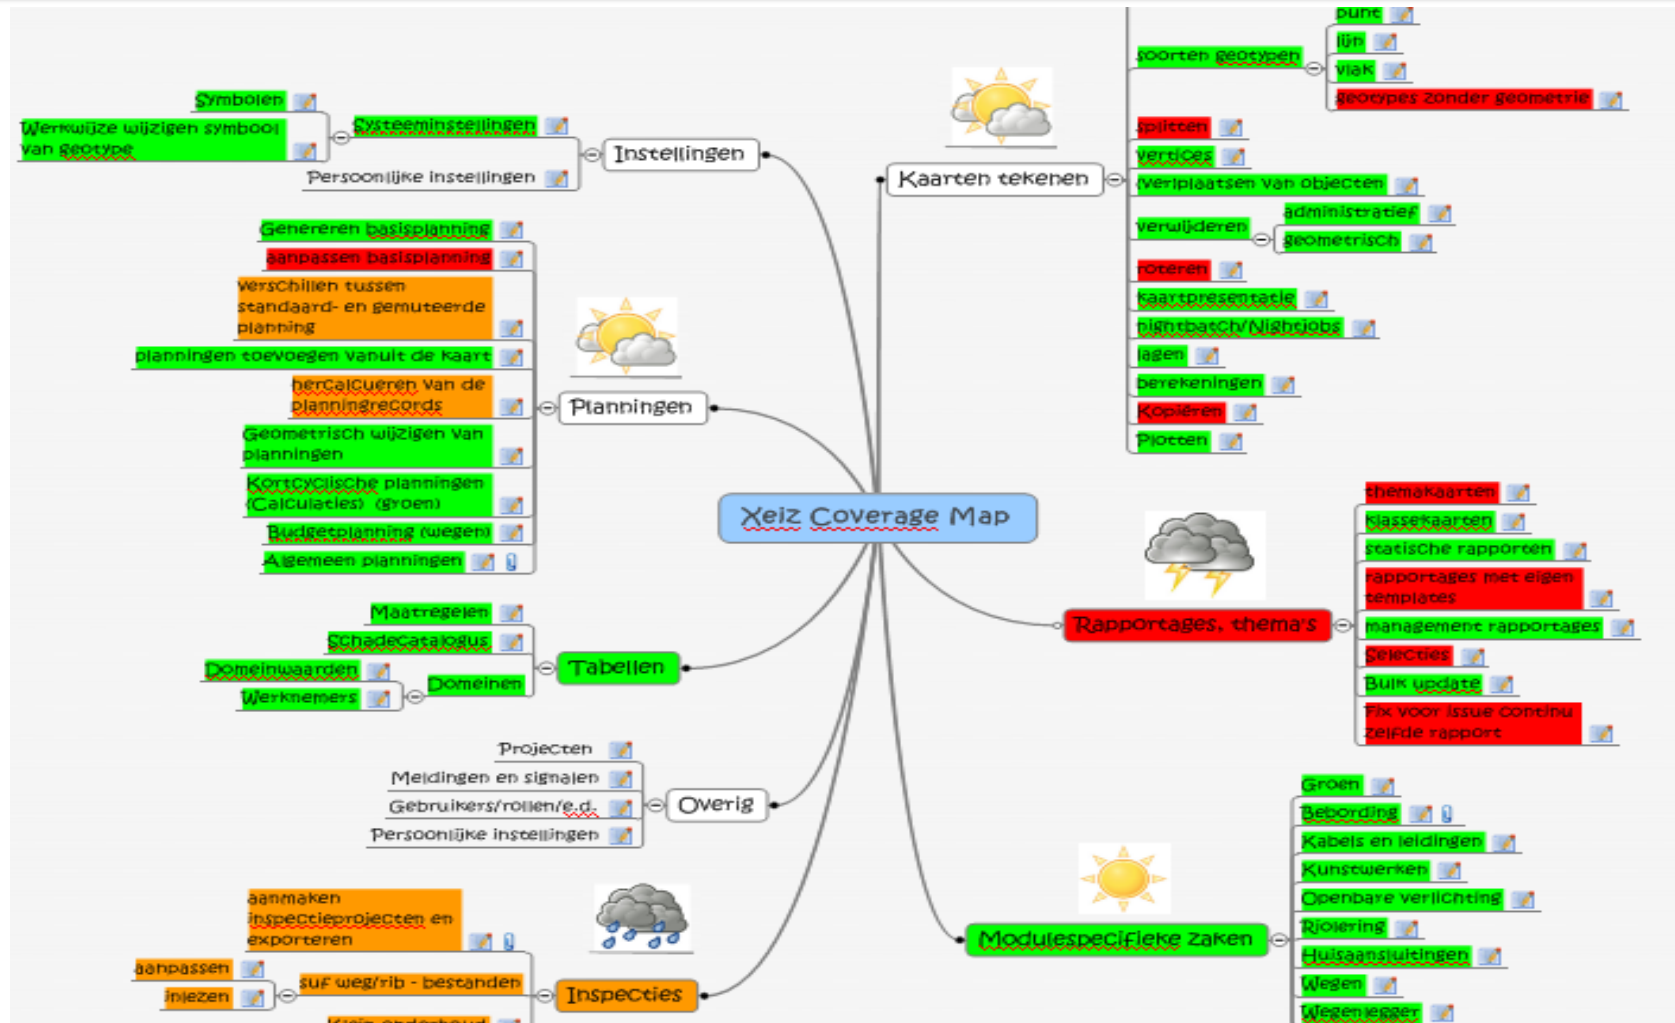 Xeiz Coverage Map
Instellingen
Systeeminstellingen
Symbolen
Werkwijze wijzigen symbool
van geotype
Persoonlijke instellingen
Planningen
Genereren basisplanning
aanpassen basisplanning
verschillen tussen
standaard- en gemuteerde
planning
planningen toevoegen vanuit de kaart
hercalcueren van de
planningrecords
Geometrisch wijzigen van
planningen
Kortcyclische planningen
(Calculaties) (groen)
Budgetplanning (wegen)
Algemeen planningen
Tabellen
Maatregelen
Schadecatalogus
Domeinen
Domeinwaarden
Werknemers
Overig
Projecten
Meldingen en signalen
Gebruikers/rollen/e.d.
Persoonlijke instellingen
Inspecties
aanmaken
inspectieprojecten en
exporteren
suf weg/rib - bestanden
aanpassen
inlezen
Klein onderhoud
Kaarten tekenen
soorten geotypen
punt
lijn
vlak
geotypes zonder geometrie
splitten
vertices
(ver)plaatsen van objecten
verwijderen
administratief
geometrisch
roteren
kaartpresentatie
nightbatch/Nightjobs
lagen
berekeningen
Kopiëren
Plotten
Rapportages, thema's
themakaarten
klassekaarten
statische rapporten
rapportages met eigen
templates
management rapportages
Selecties
Bulk update
Fix voor issue continu
zelfde rapport
Modulespecifieke zaken
Groen
Bebording
Kabels en leidingen
Kunstwerken
Openbare verlichting
Riolering
Huisaansluitingen
Wegen
Wegenlegger